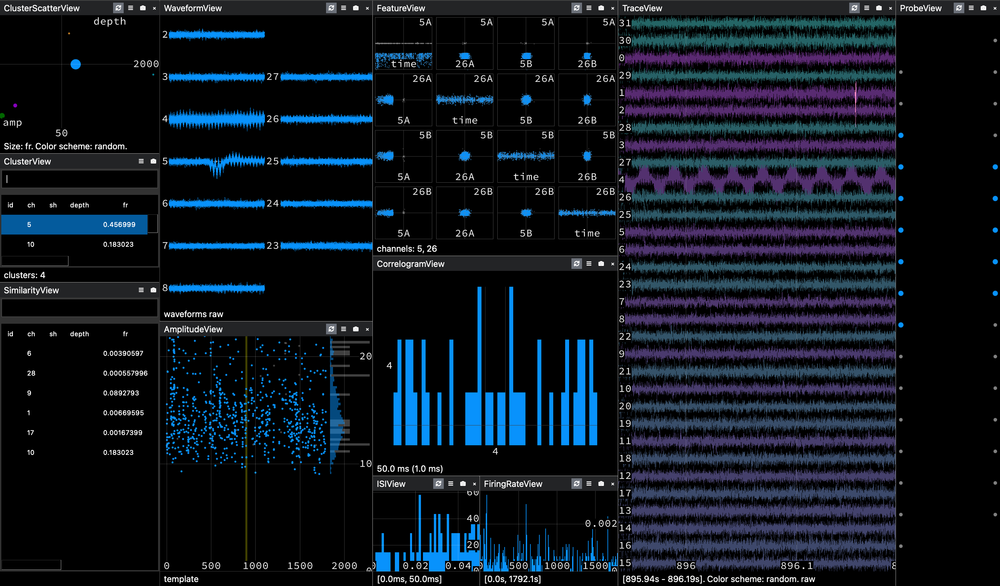 ClusterScatterView
depth
2000
amp
50
Size: fr. Color scheme: random.
ClusterView
id ch sh depth fr
5 0.456999
10 0.183023
clusters: 4
SimilarityView
id ch sh depth fr
6 0.00390597
28 0.000557996
9 0.0892793
1 0.00669595
17 0.00167399
10 0.183023
WaveformView
2
3 27
4 26
5 25
6 24
7 23
8
waveforms raw
AmplitudeView
20
10
0
0 500 1000 1500 2000
template
FeatureView
5A 5A 5A 5A
time 26A 5B 26B
26A 26A 26A 26A
5A time 5B 26B
5B 5B 5B 5B
5A 26A time 26B
26B 26B 26B 26B
5A 26A 5B time
channels: 5, 26
CorrelogramView
4
4
50.0 ms (1.0 ms)
ISIView
60
40
20
0
0 0.02 0.04
[0.0ms, 50.0ms]
FiringRateView
0.002
0
0 500 1000 1500
[0.0s, 1792.1s]
TraceView
31
30
0
29
1
2
28
3
27
4
26
25
5
6
24
23
7
8
22
9
21
10
20
19
11
18
12
17
13
14
16
15
896 896.1
[895.94s - 896.19s]. Color scheme: random. raw
ProbeView